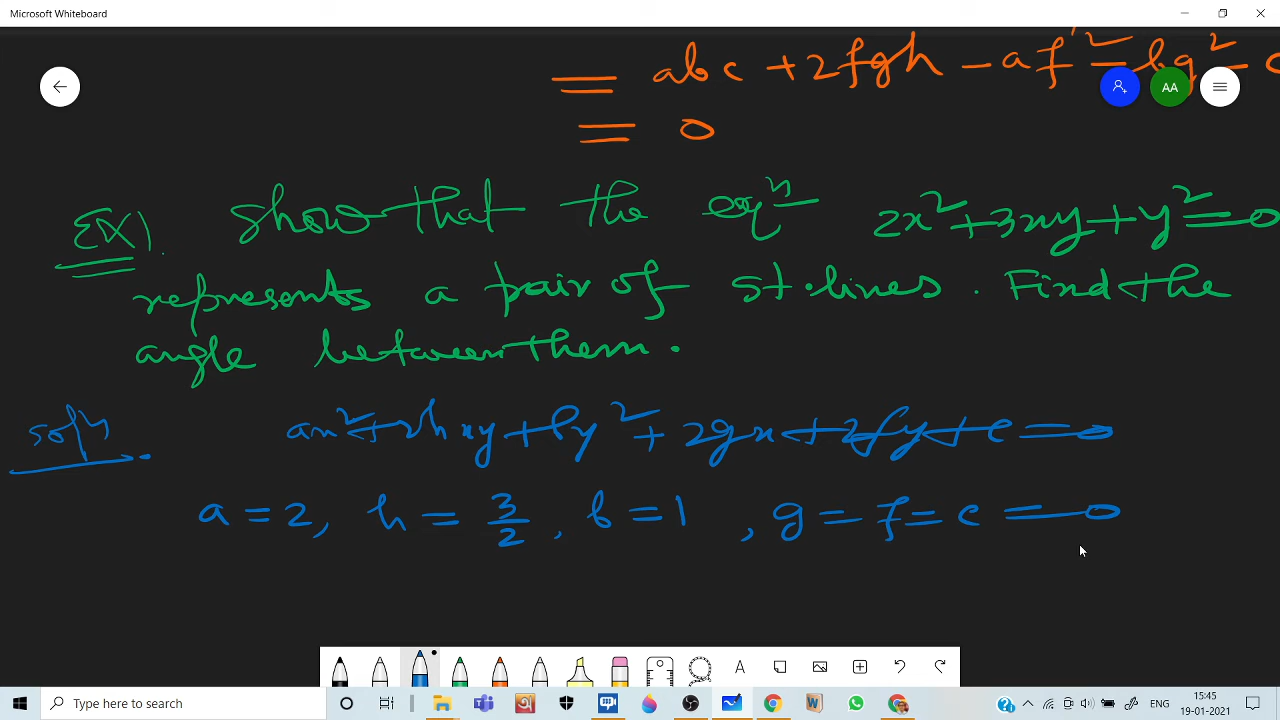 Microsoft Whiteboard
= abc + 2fgh - af² - bg² - c
= 0
AA
EX). Show that the eqⁿ 2x² + 3xy + y² = 0
represents a pair of st. lines. Find the
angle between them.
solⁿ ax² + 2hxy + by² + 2gx + 2fy + c = 0
a = 2, h = 3/2, b = 1, g = f = c = 0
A
Type here to search
ENG
15:45
19-01-2021